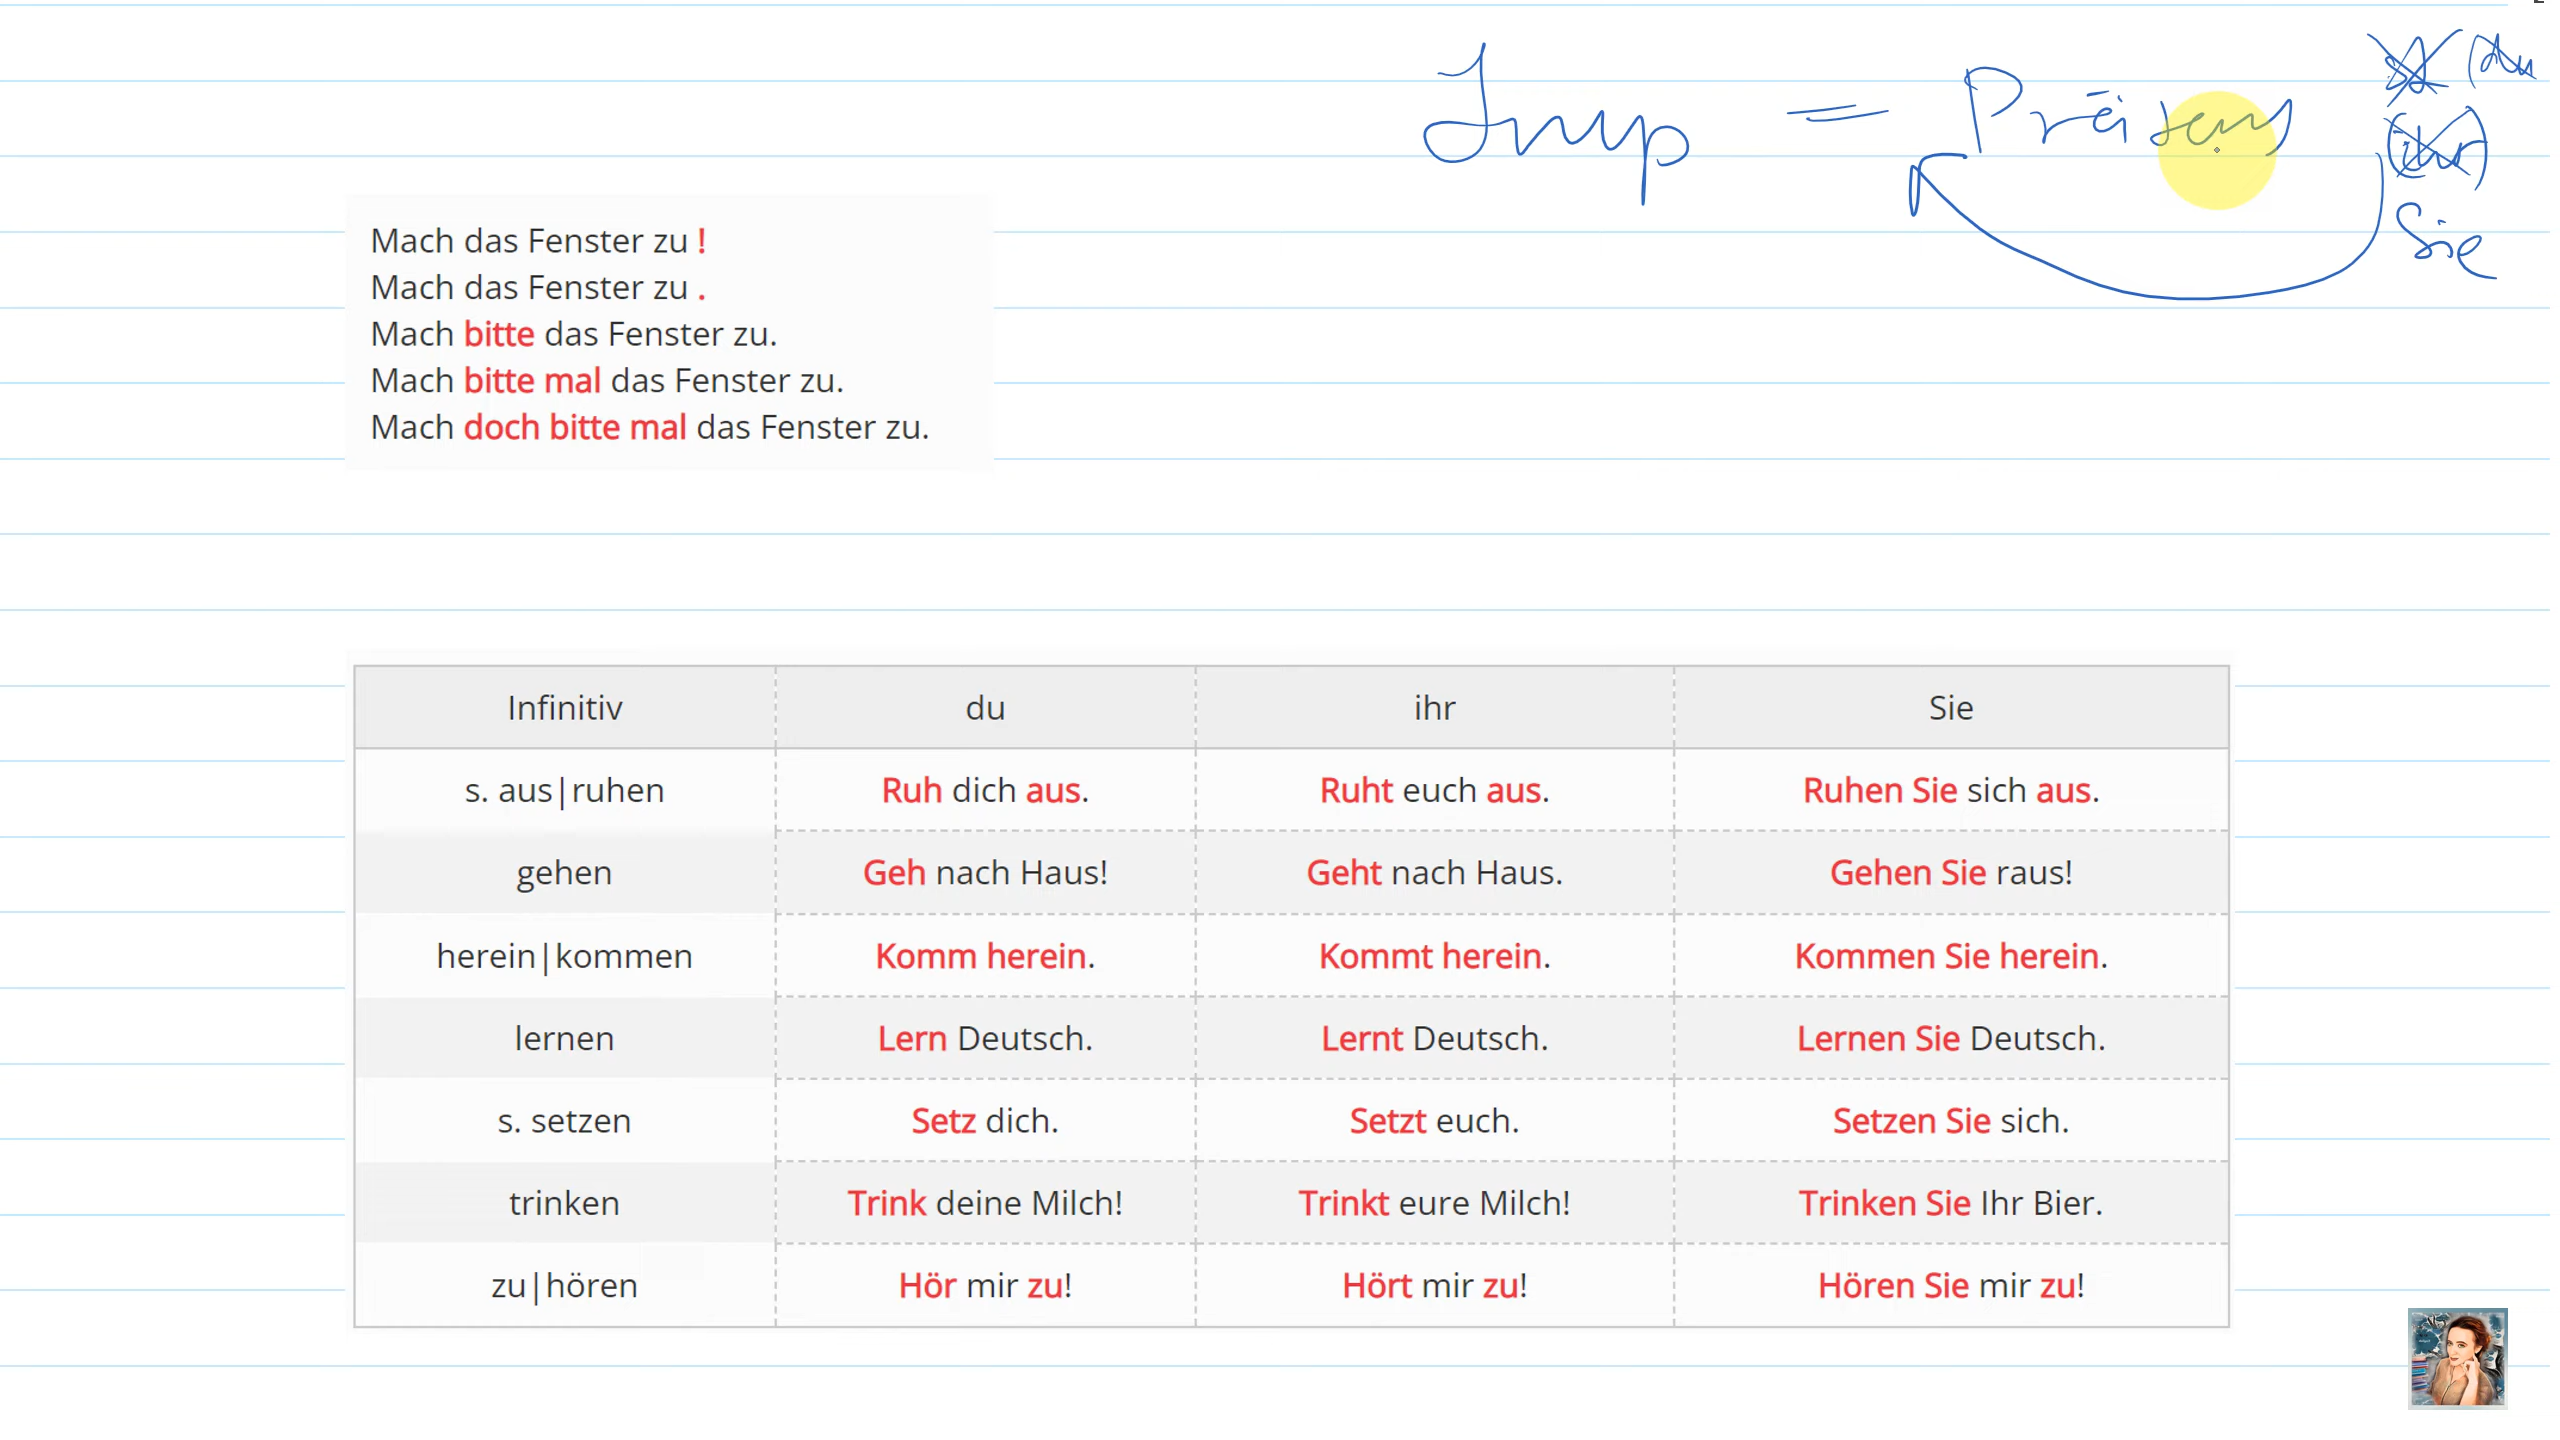 Imp = Präsens
st (du
(ihr)
Sie
Mach das Fenster zu !
Mach das Fenster zu .
Mach bitte das Fenster zu.
Mach bitte mal das Fenster zu.
Mach doch bitte mal das Fenster zu.
Infinitiv du ihr Sie
s. aus|ruhen Ruh dich aus. Ruht euch aus. Ruhen Sie sich aus.
gehen Geh nach Haus! Geht nach Haus. Gehen Sie raus!
herein|kommen Komm herein. Kommt herein. Kommen Sie herein.
lernen Lern Deutsch. Lernt Deutsch. Lernen Sie Deutsch.
s. setzen Setz dich. Setzt euch. Setzen Sie sich.
trinken Trink deine Milch! Trinkt eure Milch! Trinken Sie Ihr Bier.
zu|hören Hör mir zu! Hört mir zu! Hören Sie mir zu!